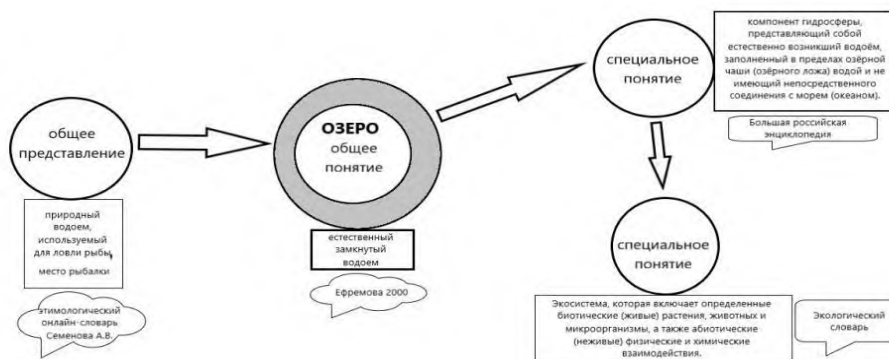 общее
представление
природный
водоем,
используемый
для ловли рыбы,
место рыбалки
этимологический
онлайн-словарь
Семенова А.В.
ОЗЕРО
общее
понятие
естественный
замкнутый
водоем
Ефремова 2000
специальное
понятие
компонент гидросферы,
представляющий собой
естественно возникший водоём,
заполненный в пределах озёрной
чаши (озёрного ложа) водой и не
имеющий непосредственного
соединения с морем (океаном).
Большая российская
энциклопедия
специальное
понятие
Экосистема, которая включает определенные
биотические (живые) растения, животных и
микроорганизмы, а также абиотические
(неживые) физические и химические
взаимодействия.
Экологический
словарь